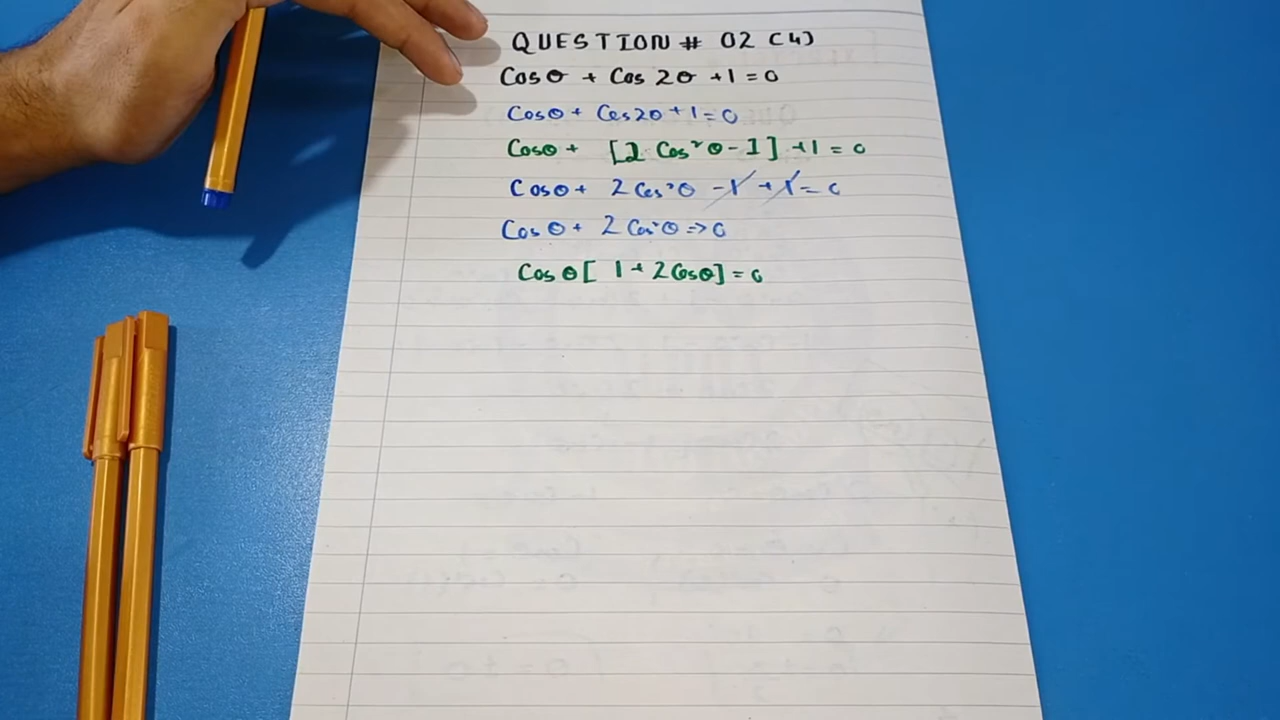 QUESTION # 02 (4)
Cosθ + Cos 2θ + 1 = 0
Cosθ + Cos2θ + 1 = 0
Cosθ + [2 Cos²θ - 1] + 1 = 0
Cosθ + 2 Cos²θ - 1 + 1 = 0
Cosθ + 2 Cos²θ => 0
Cosθ [ 1 + 2Cosθ] = 0